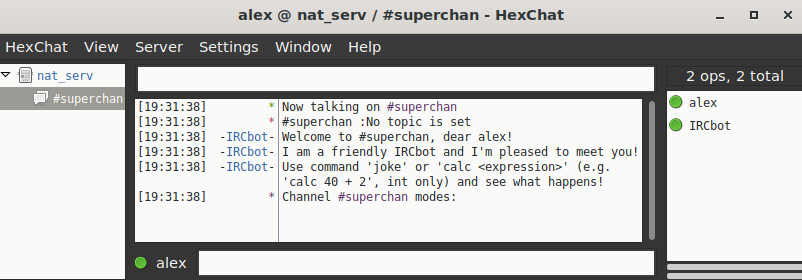 alex @ nat_serv / #superchan - HexChat
HexChat View Server Settings Window Help
nat_serv
#superchan
2 ops, 2 total
alex
IRCbot
[19:31:38] * Now talking on #superchan
[19:31:38] * #superchan :No topic is set
[19:31:38] -IRCbot- Welcome to #superchan, dear alex!
[19:31:38] -IRCbot- I am a friendly IRCbot and I'm pleased to meet you!
[19:31:38] -IRCbot- Use command 'joke' or 'calc <expression>' (e.g.
'calc 40 + 2', int only) and see what happens!
[19:31:38] * Channel #superchan modes:
alex